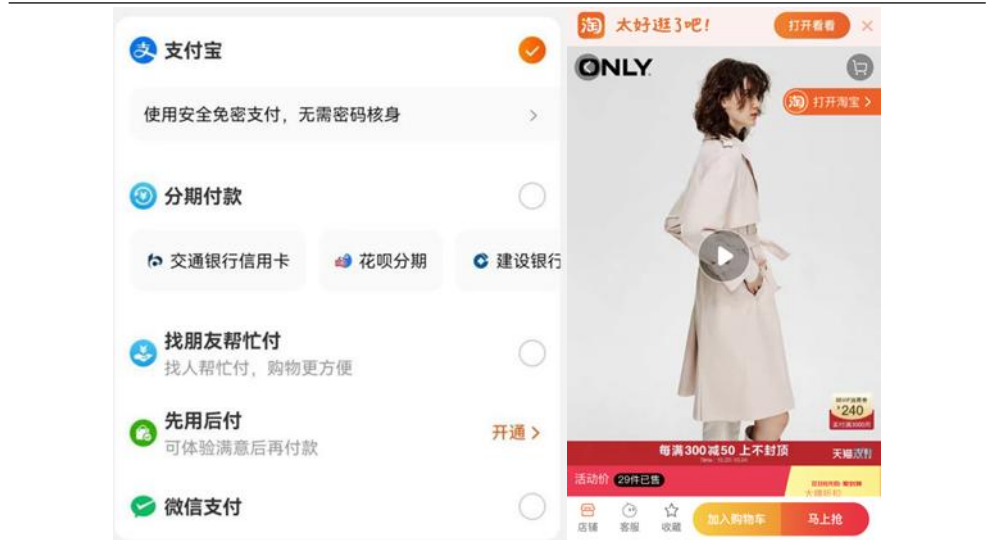 支付宝
使用安全免密支付，无需密码核身
分期付款
交通银行信用卡
花呗分期
建设银行
找朋友帮忙付
找人帮忙付，购物更方便
先用后付
可体验满意后再付款
开通
微信支付
淘
太好逛了吧!
打开看看
ONLY
淘
打开淘宝
240
每满300减50 上不封顶
天猫双11
活动价
29件已售
店铺
客服
收藏
加入购物车
马上抢